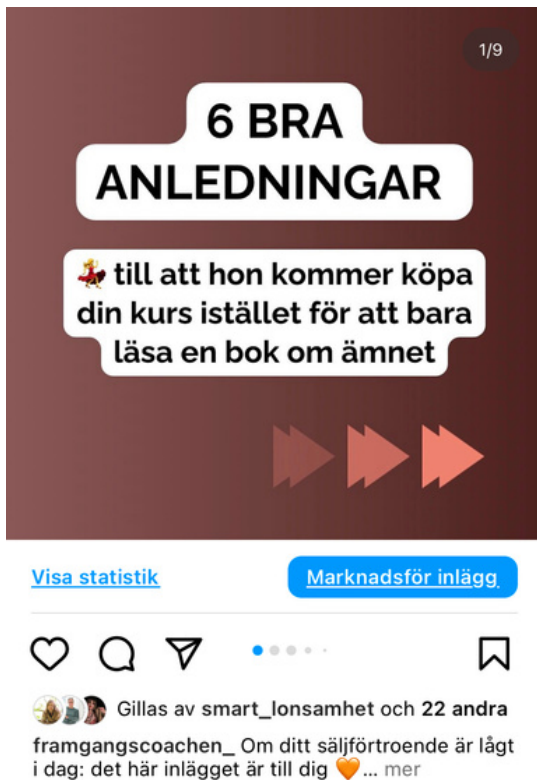 1/9
6 BRA
ANLEDNINGAR
💃 till att hon kommer köpa
din kurs istället för att bara
läsa en bok om ämnet
Visa statistik
Marknadsför inlägg
Gillas av smart_lonsamhet och 22 andra
framgangscoachen_ Om ditt säljförtroende är lågt
i dag: det här inlägget är till dig 🧡... mer